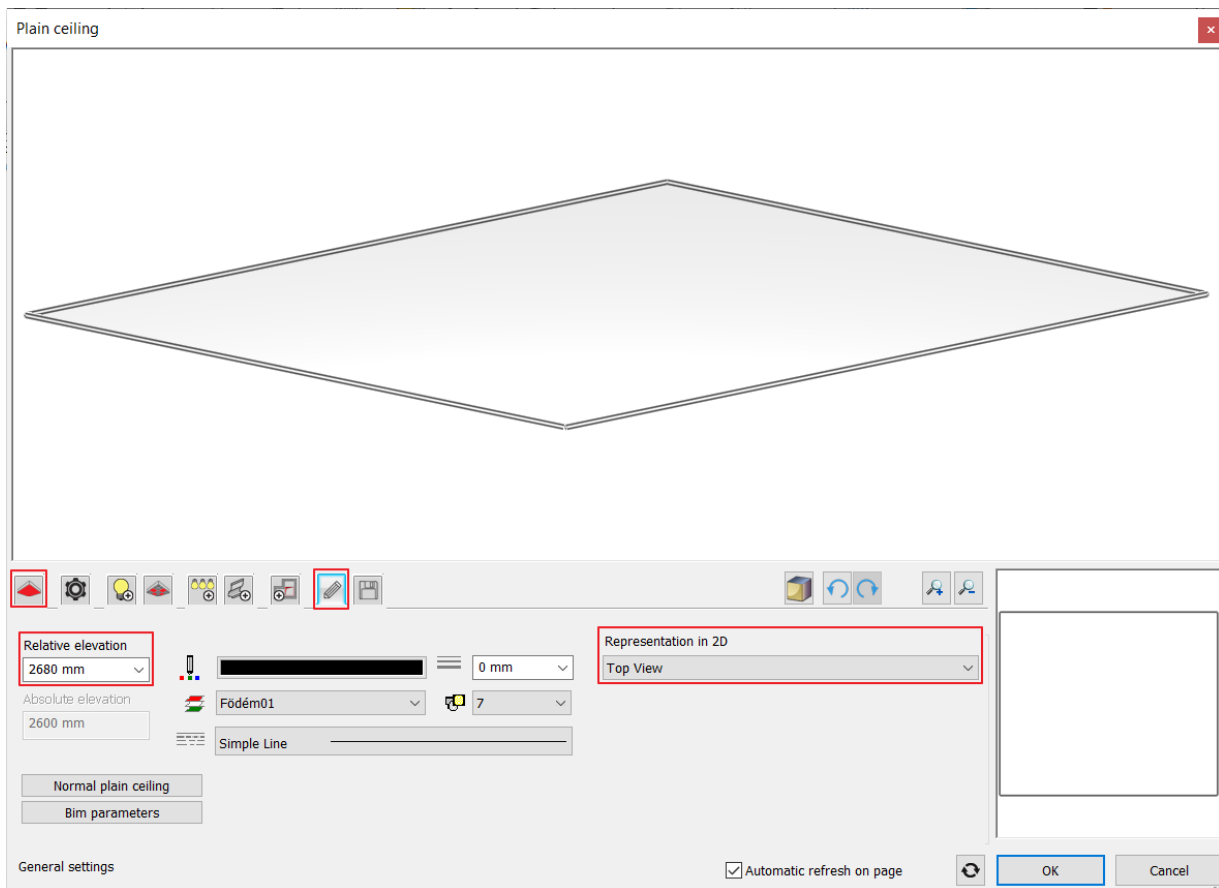 Plain ceiling
Relative elevation
2680 mm
Absolute elevation
2600 mm
0 mm
Födém01
7
Simple Line
Representation in 2D
Top View
Normal plain ceiling
Bim parameters
General settings
Automatic refresh on page
OK
Cancel